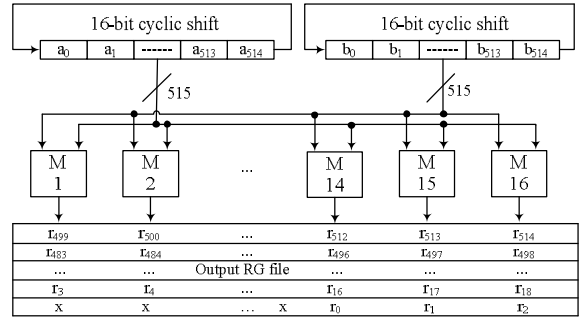 16-bit cyclic shift 16-bit cyclic shift
a0 a1 ------ a513 a514 b0 b1 ------ b513 b514
515 515
M 1 M 2 ... M 14 M 15 M 16
r499 r500 ... r512 r513 r514
r483 r484 ... r496 r497 r498
... ... Output RG file ... ... ...
r3 r4 ... r16 r17 r18
x x ... x r0 r1 r2